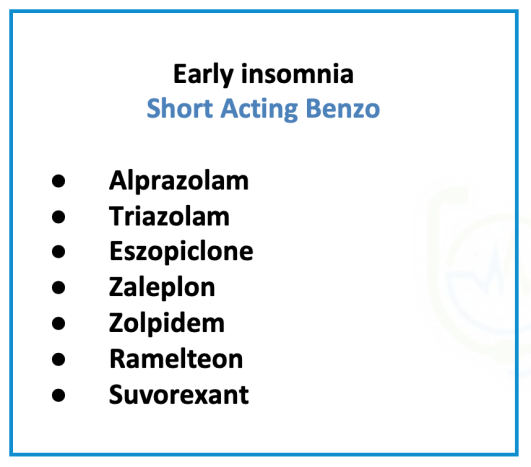 Early insomnia
Short Acting Benzo
● Alprazolam
● Triazolam
● Eszopiclone
● Zaleplon
● Zolpidem
● Ramelteon
● Suvorexant